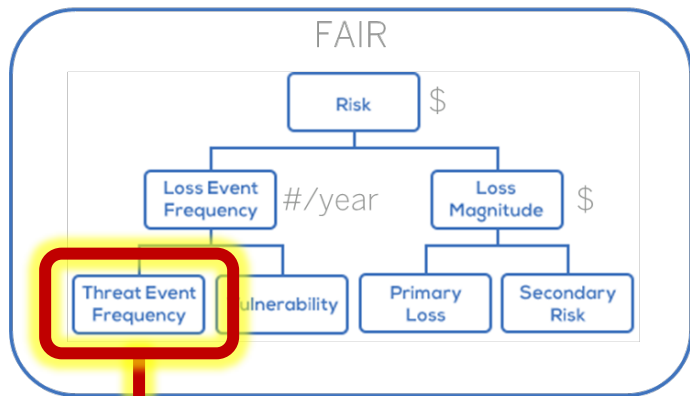 FAIR
Risk
$
Loss Event
Frequency
#/year
Loss
Magnitude
$
Threat Event
Frequency
ulnerability
Primary
Loss
Secondary
Risk